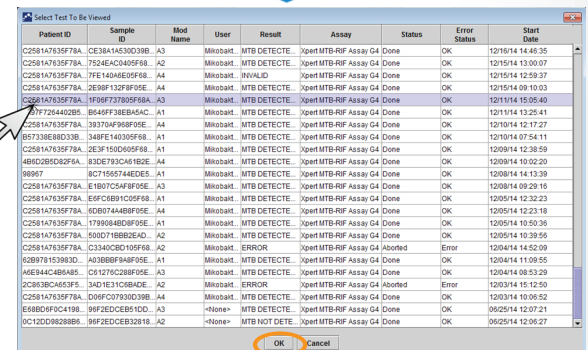 Select Test To Be Viewed
Patient ID Sample ID Mod Name User Result Assay Status Error Status Start Date
C2581A7635F78A... CE38A1A530D39B... A3 Mikobakt... MTB DETECTE... Xpert MTB-RIF Assay G4 Done OK 12/16/14 14:46:35
C2581A7635F78A... 7524EAC0405F68... A2 Mikobakt... MTB DETECTE... Xpert MTB-RIF Assay G4 Done OK 12/15/14 13:00:07
C2581A7635F78A... 7FE140A6E05F68... A4 Mikobakt... INVALID Xpert MTB-RIF Assay G4 Done OK 12/15/14 12:59:37
C2581A7635F78A... 2E98F132F8F05E... A4 Mikobakt... MTB DETECTE... Xpert MTB-RIF Assay G4 Done OK 12/15/14 09:10:03
C2581A7635F78A... 1F06F737805F68A... A3 Mikobakt... MTB DETECTE... Xpert MTB-RIF Assay G4 Done OK 12/11/14 15:05:40
B646FF38EBA5AC... A1 Mikobakt... MTB DETECTE... Xpert MTB-RIF Assay G4 Done OK 12/11/14 13:25:41
C2581A7635F78A... 39370AF968F05E... A4 Mikobakt... MTB DETECTE... Xpert MTB-RIF Assay G4 Done OK 12/10/14 12:17:27
B57338E88D33B... 348FE140305F68... A1 Mikobakt... MTB DETECTE... Xpert MTB-RIF Assay G4 Done OK 12/10/14 07:54:11
C2581A7635F78A... 2E3F150D605F68... A1 Mikobakt... MTB DETECTE... Xpert MTB-RIF Assay G4 Done OK 12/09/14 12:38:59
4B6D2B5D82F6A... 83DE793CA61B2E... A4 Mikobakt... MTB DETECTE... Xpert MTB-RIF Assay G4 Done OK 12/09/14 10:02:20
98967 8C71565744EDE5... A1 Mikobakt... MTB DETECTE... Xpert MTB-RIF Assay G4 Done OK 12/08/14 14:13:39
C2581A7635F78A... E1B07C5AF8F05E... A3 Mikobakt... MTB DETECTE... Xpert MTB-RIF Assay G4 Done OK 12/08/14 09:29:16
C2581A7635F78A... E6FC6B91C05F68... A2 Mikobakt... MTB DETECTE... Xpert MTB-RIF Assay G4 Done OK 12/05/14 12:32:23
C2581A7635F78A... 6DB074A4B8F05E... A4 Mikobakt... MTB DETECTE... Xpert MTB-RIF Assay G4 Done OK 12/05/14 12:23:18
C2581A7635F78A... 1799084BD8F05E... A1 Mikobakt... MTB DETECTE... Xpert MTB-RIF Assay G4 Done OK 12/05/14 10:50:36
C2581A7635F78A... 500D71BBB2EAD... A2 Mikobakt... MTB DETECTE... Xpert MTB-RIF Assay G4 Done OK 12/05/14 10:39:56
C2581A7635F78A... C3340CBD105F68... A2 Mikobakt... ERROR Xpert MTB-RIF Assay G4 Aborted Error 12/04/14 14:52:09
62B978153983D... A03BBBF9A8F05E... A1 Mikobakt... MTB DETECTE... Xpert MTB-RIF Assay G4 Done OK 12/04/14 11:09:55
A6E944C4B6A85... C61276C288F05E... A3 Mikobakt... MTB DETECTE... Xpert MTB-RIF Assay G4 Done OK 12/04/14 08:53:29
2C863BCA653F5... 3AD1E31C6BADE... A2 Mikobakt... ERROR Xpert MTB-RIF Assay G4 Aborted Error 12/03/14 15:12:50
C2581A7635F78A... D06FC07930D39B... A4 Mikobakt... MTB DETECTE... Xpert MTB-RIF Assay G4 Done OK 12/03/14 10:06:52
E68BD6F0C4198... 96F2EDCEB51DD... A3 <None> MTB DETECTE... Xpert MTB-RIF Assay G4 Done OK 06/25/14 12:07:21
0C12DD98288B6... 96F2EDCEB32818... A2 <None> MTB NOT DETE... Xpert MTB-RIF Assay G4 Done OK 06/25/14 12:06:27
OK Cancel